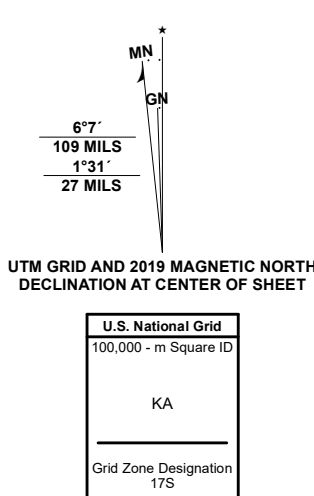 MN
GN
6°7´
109 MILS
1°31´
27 MILS
UTM GRID AND 2019 MAGNETIC NORTH
DECLINATION AT CENTER OF SHEET
U.S. National Grid
100,000 - m Square ID
KA
Grid Zone Designation
17S